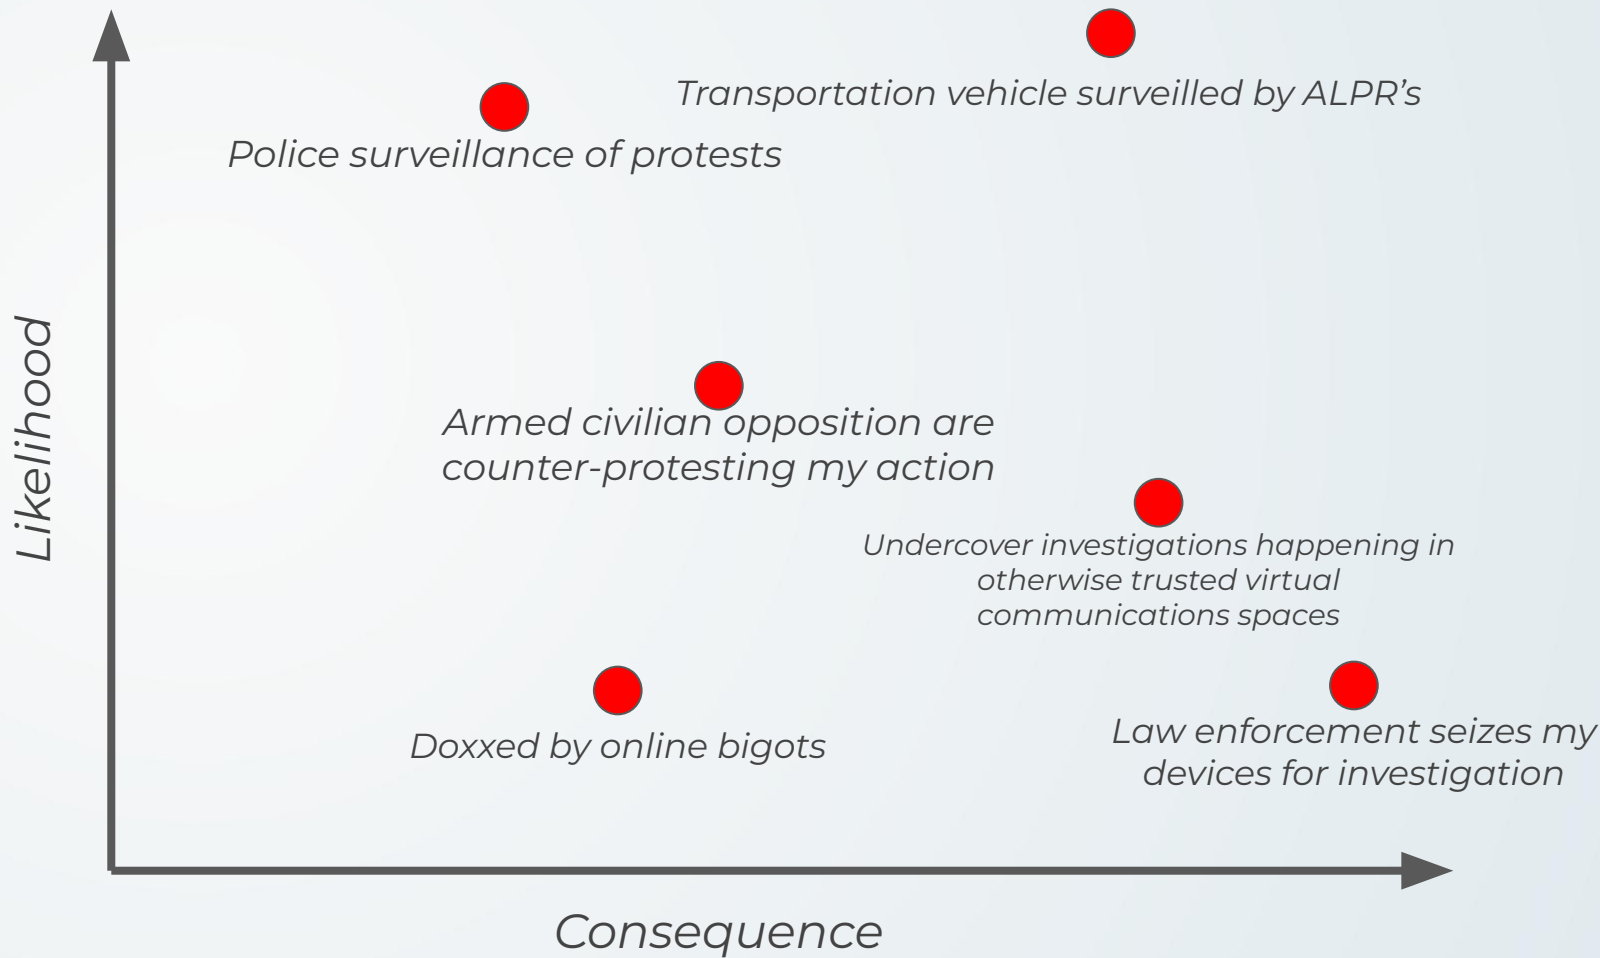 Transportation vehicle surveilled by ALPR’s
Police surveillance of protests
Likelihood
Armed civilian opposition are
counter-protesting my action
Undercover investigations happening in
otherwise trusted virtual
communications spaces
Doxxed by online bigots
Law enforcement seizes my
devices for investigation
Consequence